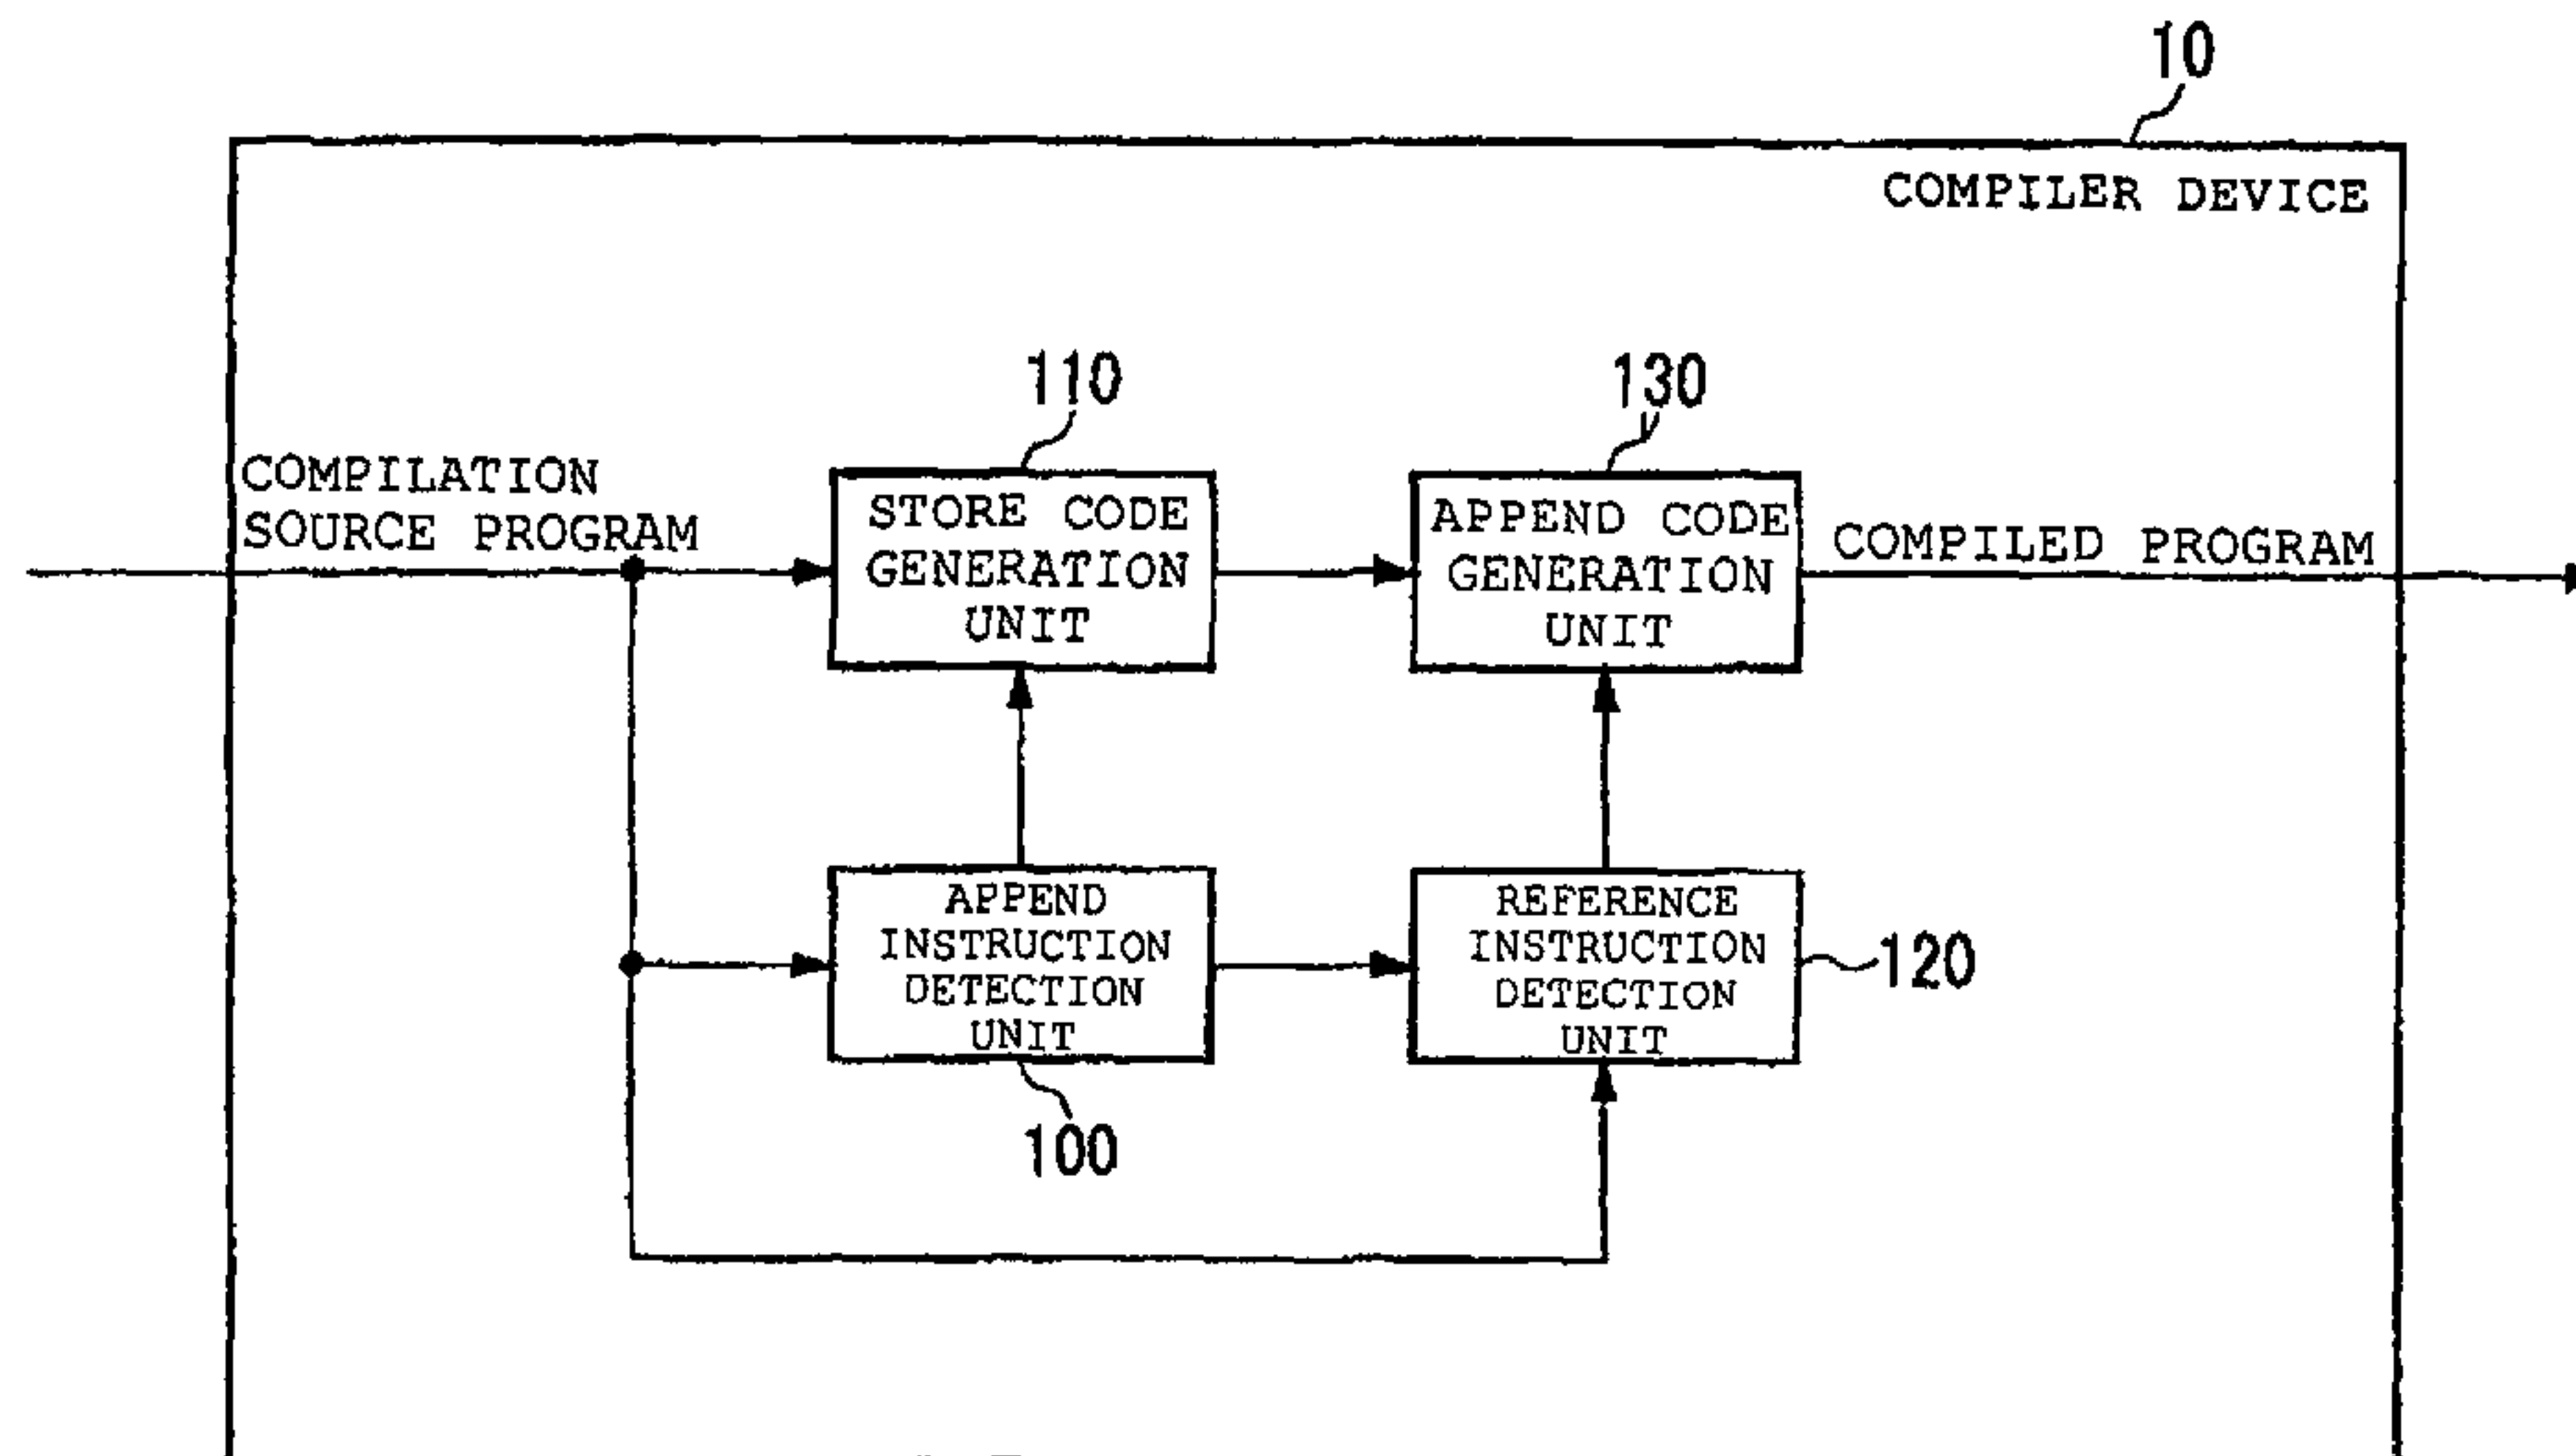 10
COMPILER DEVICE
110
130
COMPILATION
SOURCE PROGRAM
STORE CODE
GENERATION
UNIT
APPEND CODE
GENERATION
UNIT
COMPILED PROGRAM
APPEND
INSTRUCTION
DETECTION
UNIT
REFERENCE
INSTRUCTION
DETECTION
UNIT
120
100